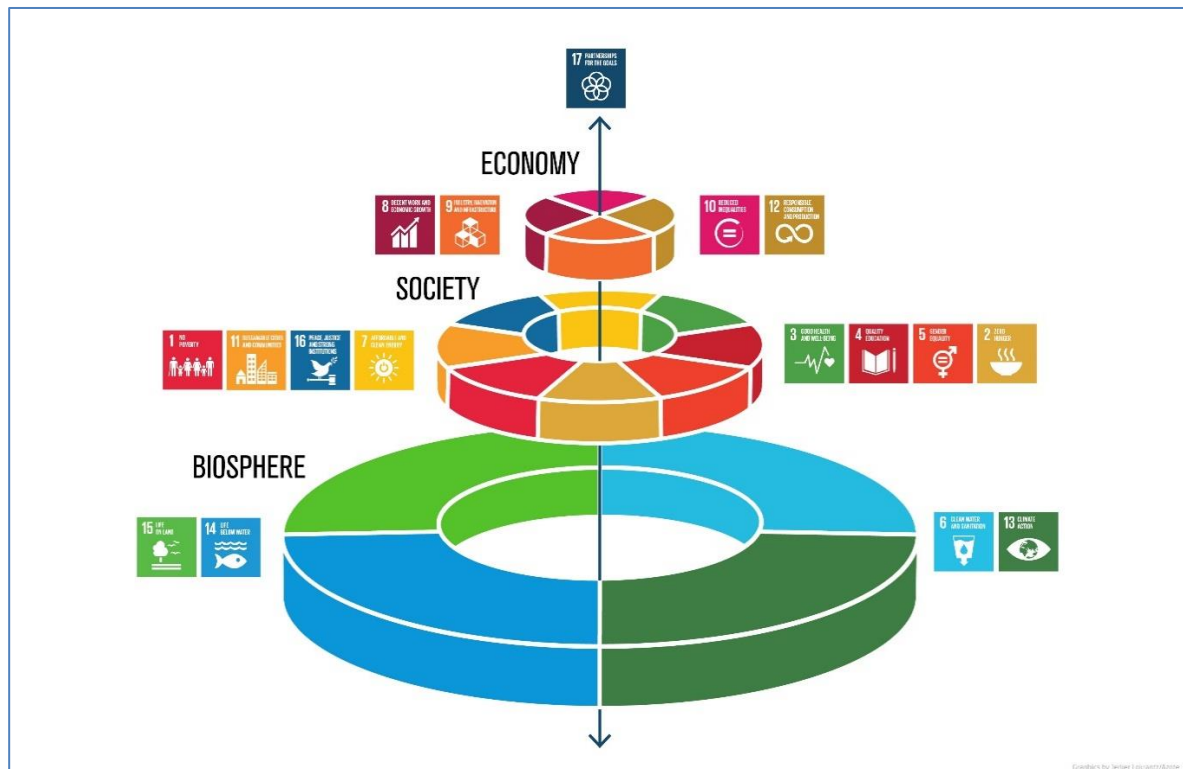 17 PARTNERSHIPS
FOR THE GOALS
ECONOMY
8 DECENT WORK AND
ECONOMIC GROWTH
9 INDUSTRY, INNOVATION
AND INFRASTRUCTURE
10 REDUCED
INEQUALITIES
12 RESPONSIBLE
CONSUMPTION
AND PRODUCTION
SOCIETY
1 NO
POVERTY
11 SUSTAINABLE CITIES
AND COMMUNITIES
16 PEACE, JUSTICE
AND STRONG
INSTITUTIONS
7 AFFORDABLE AND
CLEAN ENERGY
3 GOOD HEALTH
AND WELL-BEING
4 QUALITY
EDUCATION
5 GENDER
EQUALITY
2 ZERO
HUNGER
BIOSPHERE
15 LIFE
ON LAND
14 LIFE
BELOW WATER
6 CLEAN WATER
AND SANITATION
13 CLIMATE
ACTION
Graphics by